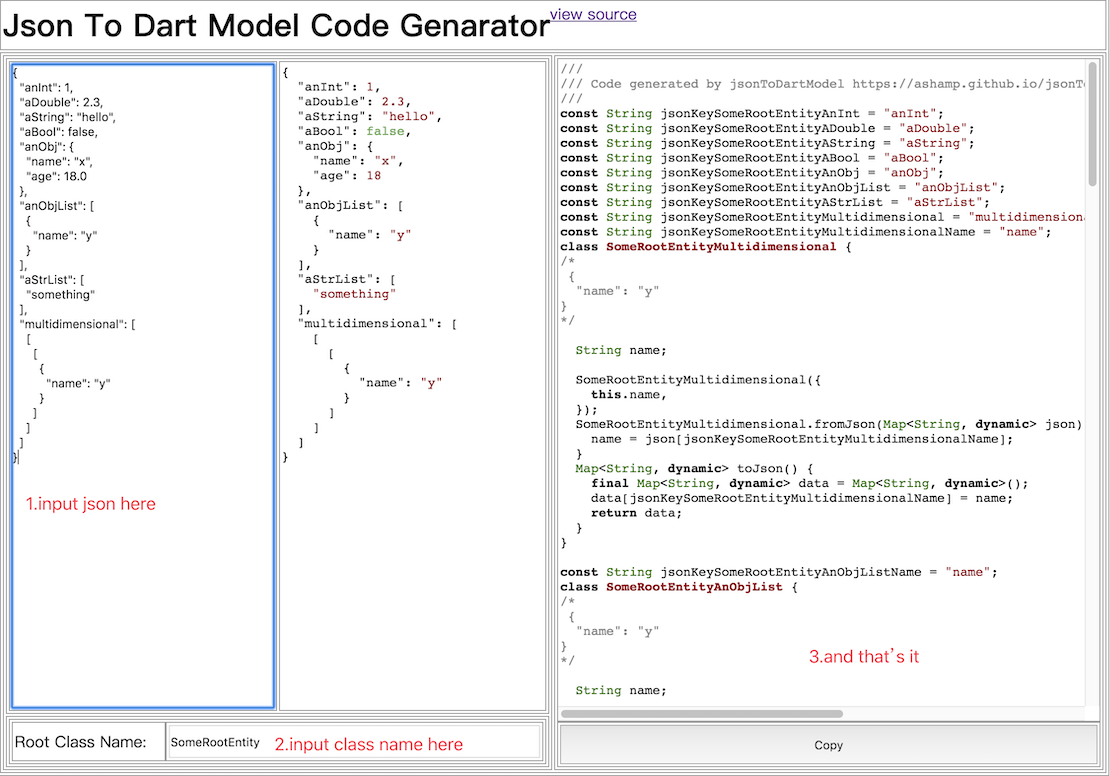 Json To Dart Model Code Genarator
view source
{
"anInt": 1,
"aDouble": 2.3,
"aString": "hello",
"aBool": false,
"anObj": {
"name": "x",
"age": 18.0
},
"anObjList": [
{
"name": "y"
}
],
"aStrList": [
"something"
],
"multidimensional": [
[
[
{
"name": "y"
}
]
]
]
}
1.input json here
{
"anInt": 1,
"aDouble": 2.3,
"aString": "hello",
"aBool": false,
"anObj": {
"name": "x",
"age": 18
},
"anObjList": [
{
"name": "y"
}
],
"aStrList": [
"something"
],
"multidimensional": [
[
[
{
"name": "y"
}
]
]
]
}
Root Class Name:
SomeRootEntity
2.input class name here
///
/// Code generated by jsonToDartModel https://ashamp.github.io/jsonT
///
const String jsonKeySomeRootEntityAnInt = "anInt";
const String jsonKeySomeRootEntityADouble = "aDouble";
const String jsonKeySomeRootEntityAString = "aString";
const String jsonKeySomeRootEntityABool = "aBool";
const String jsonKeySomeRootEntityAnObj = "anObj";
const String jsonKeySomeRootEntityAnObjList = "anObjList";
const String jsonKeySomeRootEntityAStrList = "aStrList";
const String jsonKeySomeRootEntityMultidimensional = "multidimension
const String jsonKeySomeRootEntityMultidimensionalName = "name";
class SomeRootEntityMultidimensional {
/*
{
"name": "y"
}
*/
String name;
SomeRootEntityMultidimensional({
this.name,
});
SomeRootEntityMultidimensional.fromJson(Map<String, dynamic> json)
name = json[jsonKeySomeRootEntityMultidimensionalName];
}
Map<String, dynamic> toJson() {
final Map<String, dynamic> data = Map<String, dynamic>();
data[jsonKeySomeRootEntityMultidimensionalName] = name;
return data;
}
}
const String jsonKeySomeRootEntityAnObjListName = "name";
class SomeRootEntityAnObjList {
/*
{
"name": "y"
}
*/
String name;
3.and that's it
Copy